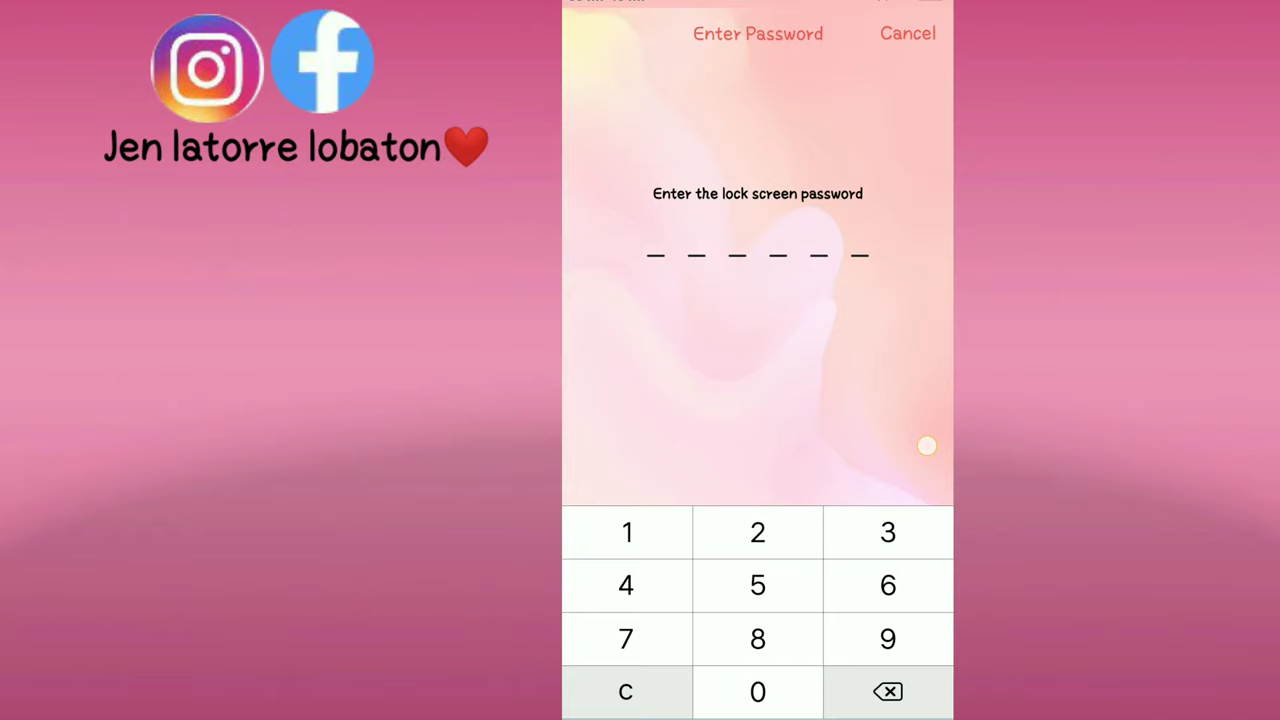 Jen latorre lobaton❤️
Enter Password
Cancel
Enter the lock screen password
1 2 3
4 5 6
7 8 9
C 0